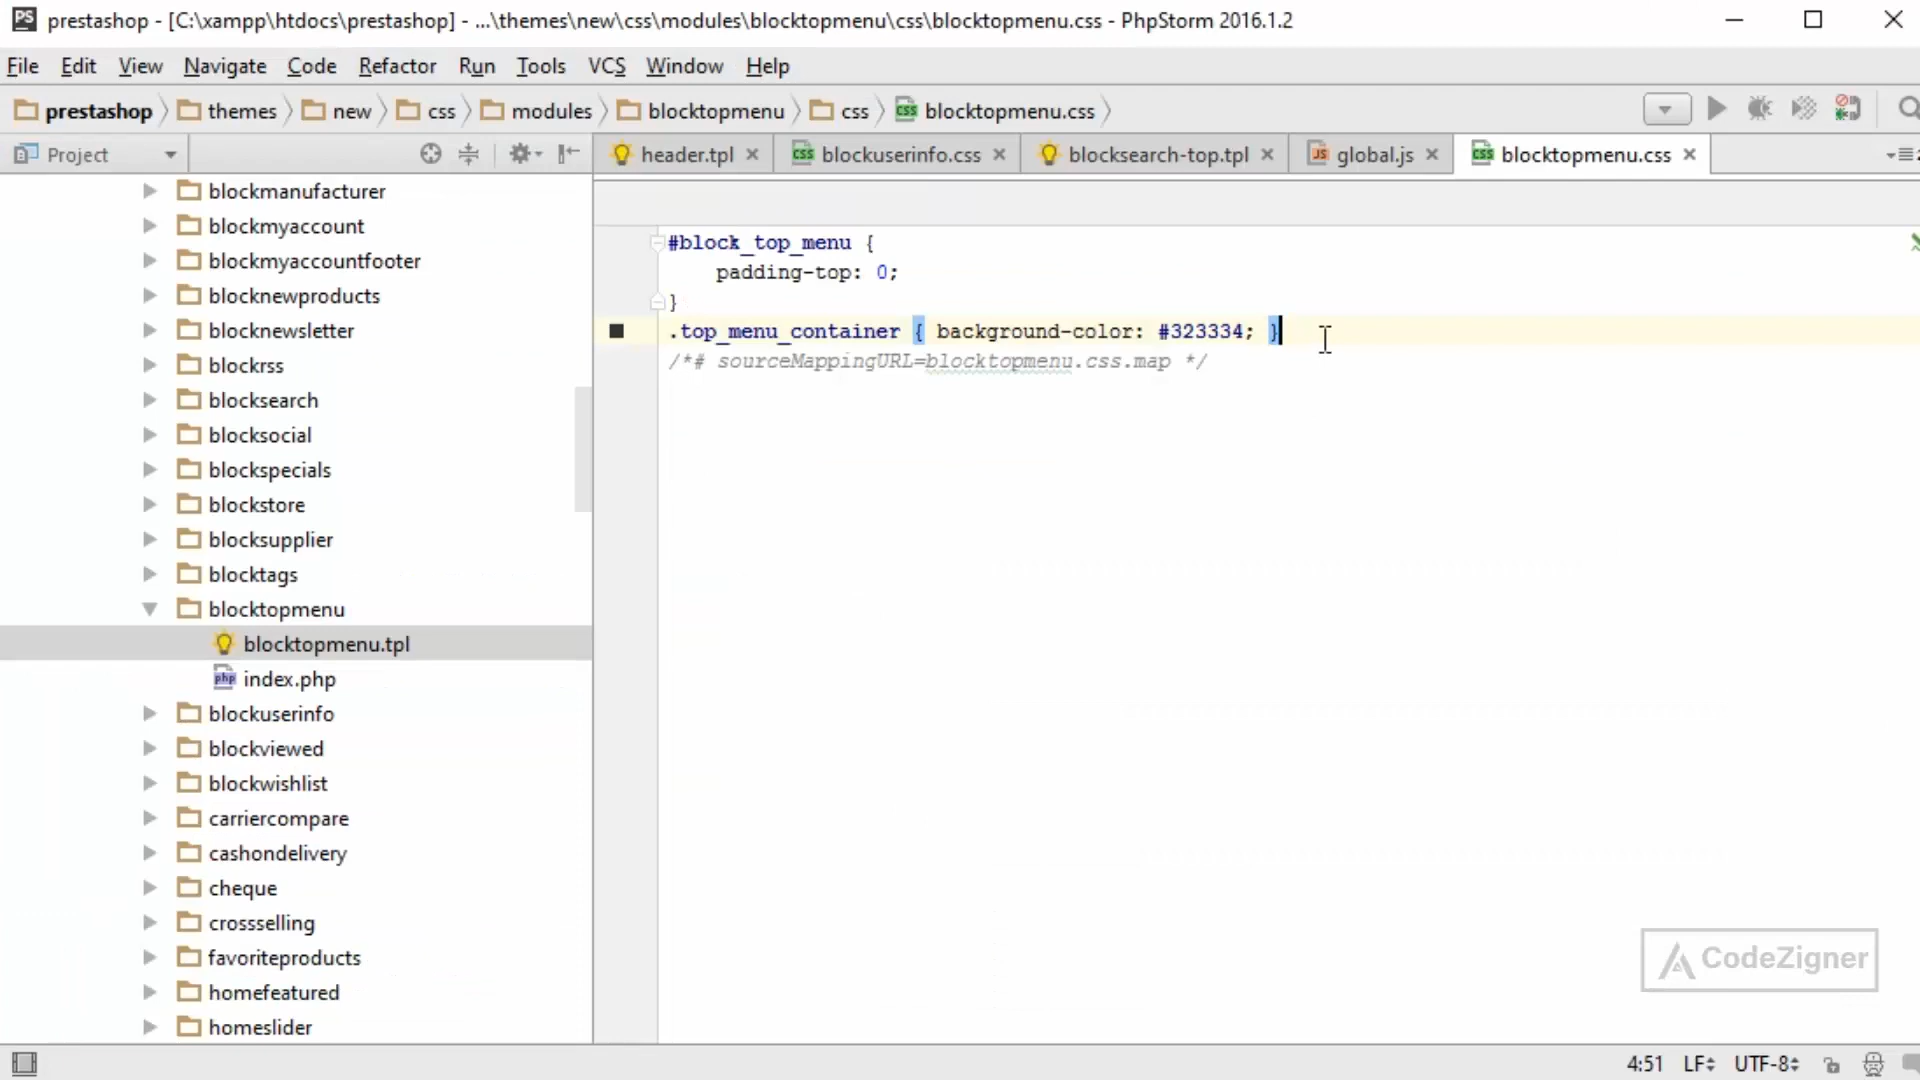 PS prestashop - [C:\xampp\htdocs\prestashop] - ...\themes\new\css\modules\blocktopmenu\css\blocktopmenu.css - PhpStorm 2016.1.2
File Edit View Navigate Code Refactor Run Tools VCS Window Help
prestashop themes new css modules blocktopmenu css blocktopmenu.css
Project
header.tpl blockuserinfo.css blocksearch-top.tpl global.js blocktopmenu.css
blockmanufacturer
blockmyaccount
blockmyaccountfooter
blocknewproducts
blocknewsletter
blockrss
blocksearch
blocksocial
blockspecials
blockstore
blocksupplier
blocktags
blocktopmenu
blocktopmenu.tpl
index.php
blockuserinfo
blockviewed
blockwishlist
carriercompare
cashondelivery
cheque
crossselling
favoriteproducts
homefeatured
homeslider
#block_top_menu {
padding-top: 0;
}
.top_menu_container { background-color: #323334; }
/*# sourceMappingURL=blocktopmenu.css.map */
CodeZigner
4:51 LF UTF-8